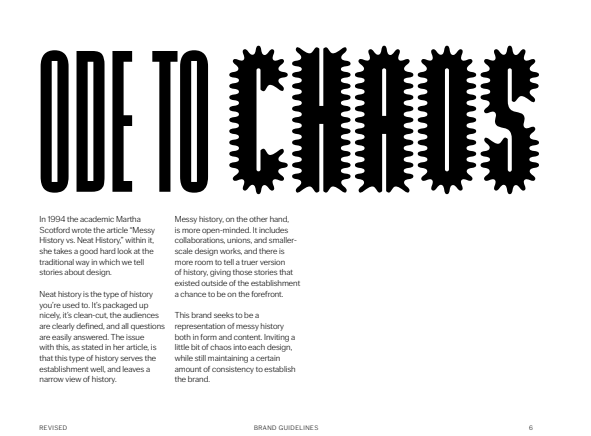 ODE TO CHAOS
In 1994 the academic Martha
Scotford wrote the article “Messy
History vs. Neat History,” within it,
she takes a good hard look at the
traditional way in which we tell
stories about design.
Neat history is the type of history
you’re used to. It’s packaged up
nicely, it’s clean-cut, the audiences
are clearly defined, and all questions
are easily answered. The issue
with this, as stated in her article, is
that this type of history serves the
establishment well, and leaves a
narrow view of history.
Messy history, on the other hand,
is more open-minded. It includes
collaborations, unions, and smaller-
scale design works, and there is
more room to tell a truer version
of history, giving those stories that
existed outside of the establishment
a chance to be on the forefront.
This brand seeks to be a
representation of messy history
both in form and content. Inviting a
little bit of chaos into each design,
while still maintaining a certain
amount of consistency to establish
the brand.
REVISED
BRAND GUIDELINES
6